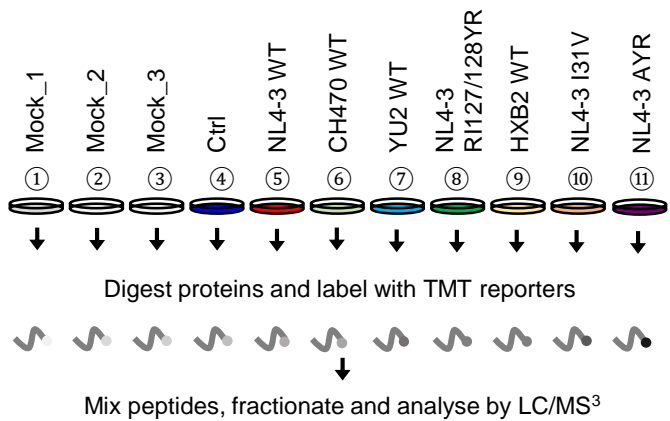 Mock_1
Mock_2
Mock_3
Ctrl
NL4-3 WT
CH470 WT
YU2 WT
NL4-3
RI127/128YR
HXB2 WT
NL4-3 I31V
NL4-3 AYR
① ② ③ ④ ⑤ ⑥ ⑦ ⑧ ⑨ ⑩ ⑪
Digest proteins and label with TMT reporters
Mix peptides, fractionate and analyse by LC/MS³